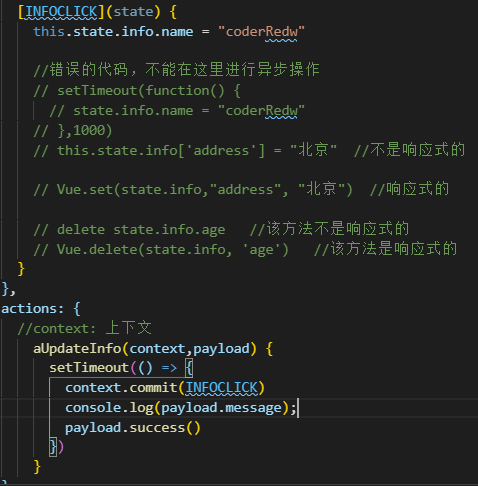 [INFOCLICK](state) {
this.state.info.name = "coderRedw"
//错误的代码，不能在这里进行异步操作
// setTimeout(function() {
// state.info.name = "coderRedw"
// },1000)
// this.state.info['address'] = "北京"  //不是响应式的
// Vue.set(state.info,"address", "北京")  //响应式的
// delete state.info.age   //该方法不是响应式的
// Vue.delete(state.info, 'age')   //该方法是响应式的
}
},
actions: {
//context: 上下文
aUpdateInfo(context,payload) {
setTimeout(() => {
context.commit(INFOCLICK)
console.log(payload.message);
payload.success()
})
}